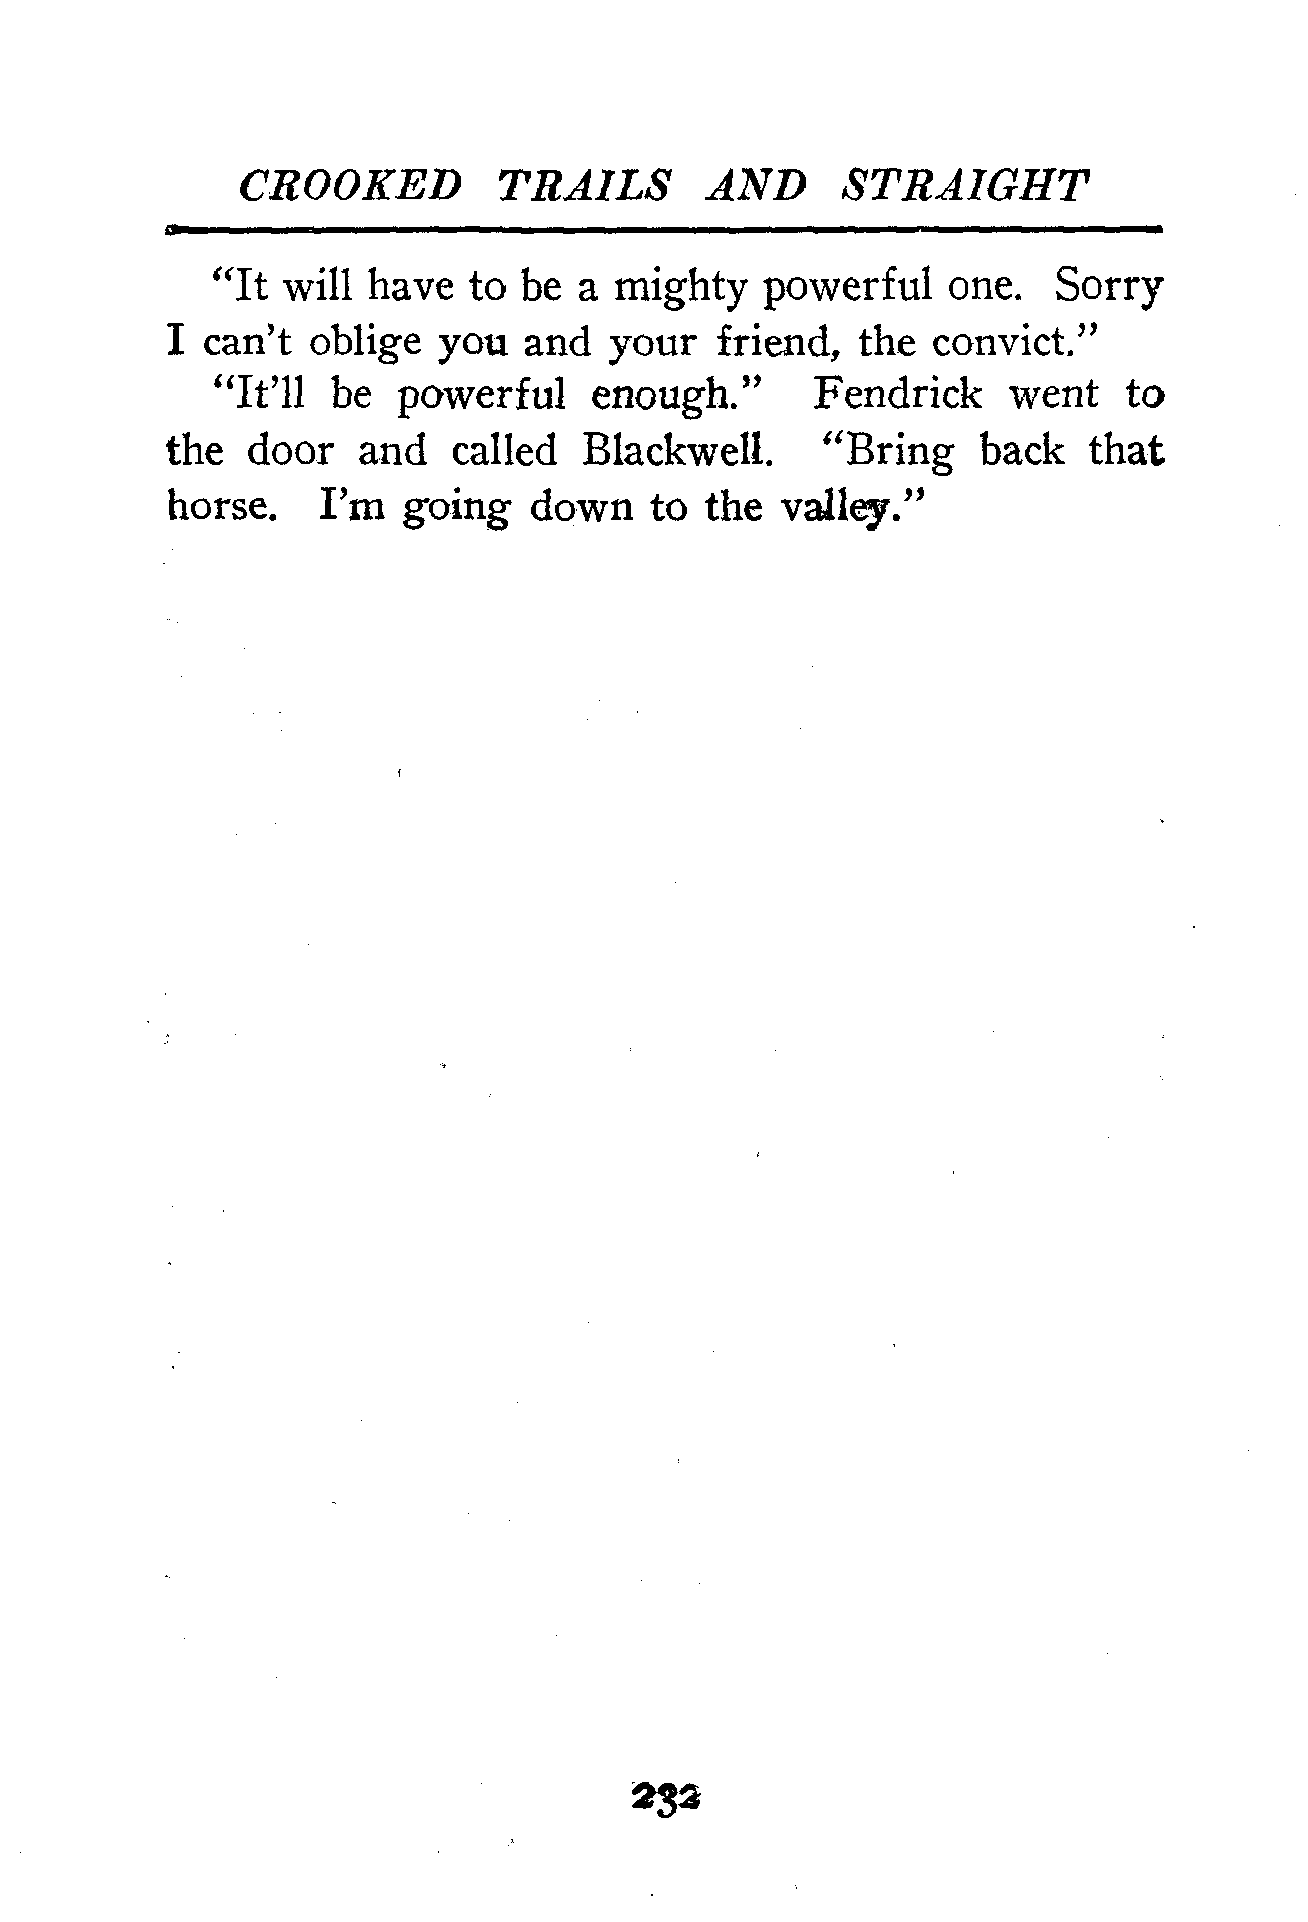 CROOKED TRAILS AND STRAIGHT
“It will have to be a mighty powerful one. Sorry
I can’t oblige you and your friend, the convict.”
“It’ll be powerful enough.” Fendrick went to
the door and called Blackwell. “Bring back that
horse. I’m going down to the valley.”
232